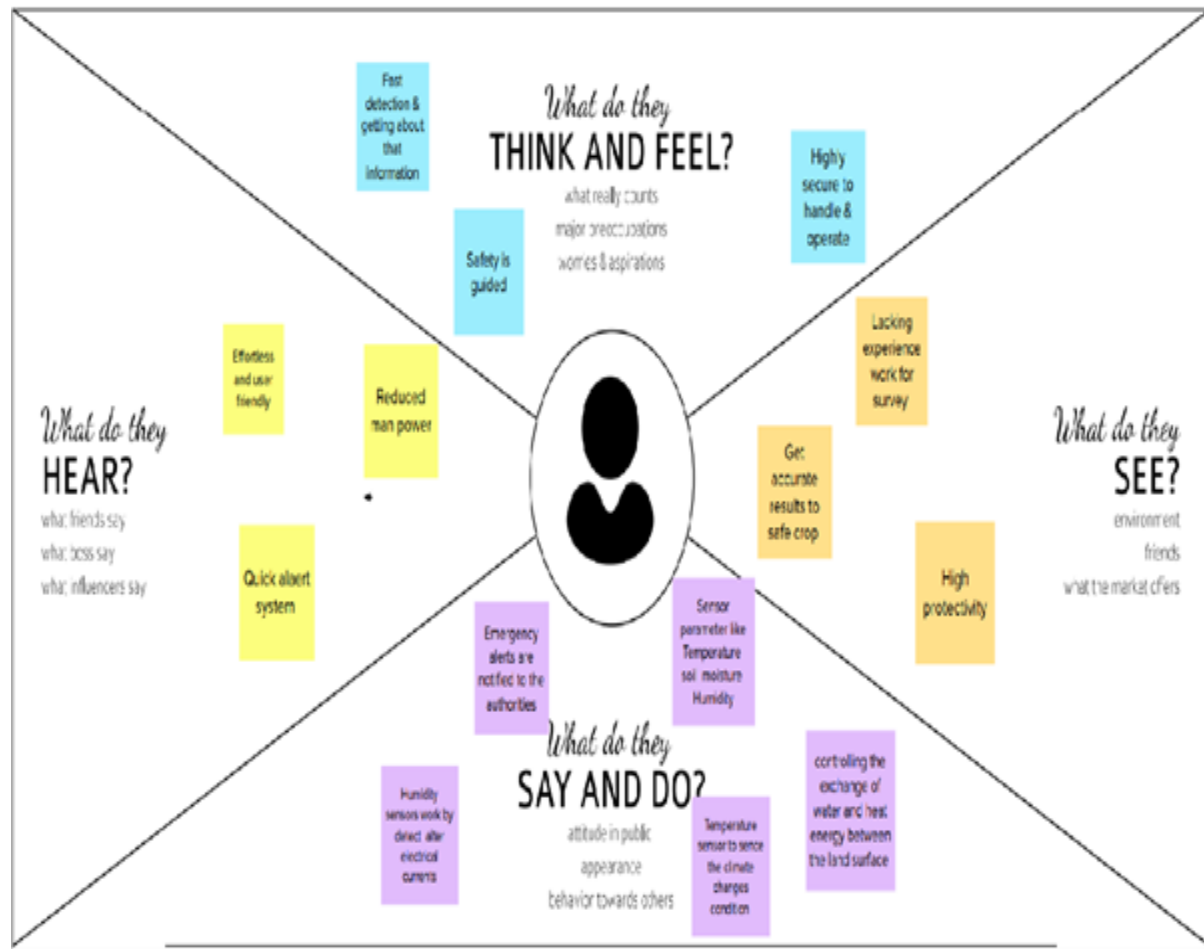 Fast
detection &
getting about
that
information
What do they
THINK AND FEEL?
what really counts
major preoccupations
worries & aspirations
Highly
secure to
handle &
operate
Safety is
guided
Effortless
and user
friendly
Reduced
man power
What do they
HEAR?
what friends say
what boss say
what influencers say
Quick albert
system
Lacking
experience
work for
survey
Get
accurate
results to
safe crop
What do they
SEE?
environment
friends
what the market offers
High
protectivity
Emergency
alerts are
notified to the
authorities
Sensor
parameter like
Temperature
soil moisture
Humidity
What do they
SAY AND DO?
attitude in public
appearance
behavior towards others
Humidity
sensors work by
detect alter
electrical
currents
Temperature
sensor to sence
the climate
changes
condition
controlling the
exchange of
water and heat
energy between
the land surface